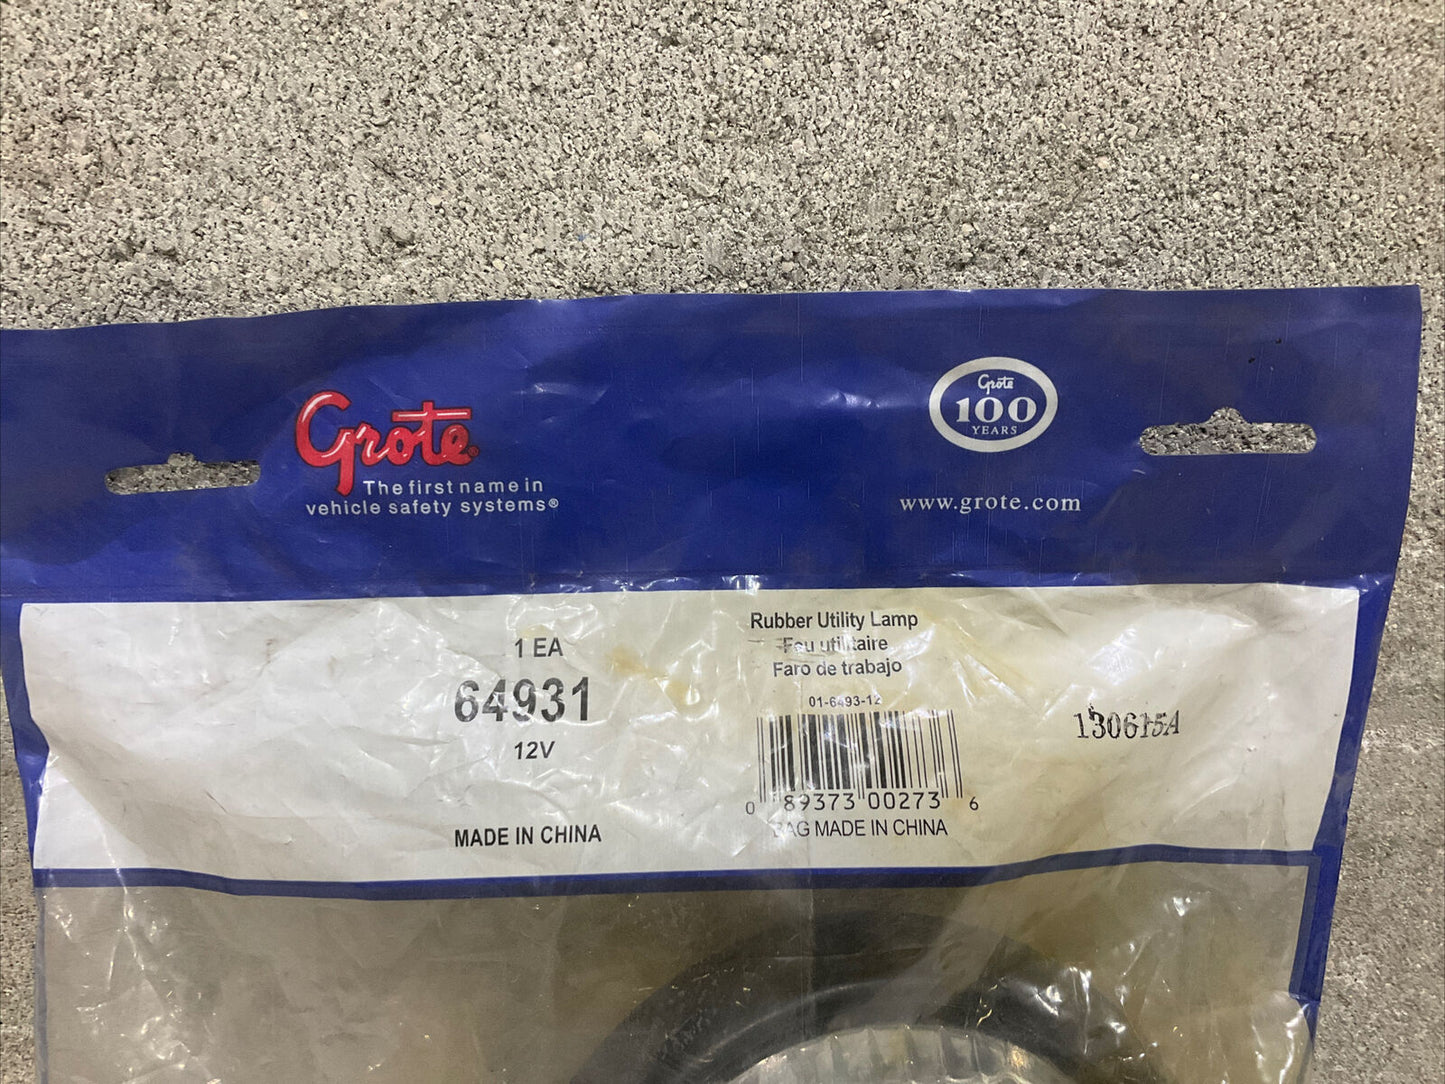 Grote®
The first name in
vehicle safety systems®
Grote
100
YEARS
www.grote.com
1 EA
64931
12V
MADE IN CHINA
Rubber Utility Lamp
Feu utilitaire
Faro de trabajo
01-6493-12
0 89373 00273 6
BAG MADE IN CHINA
130615A